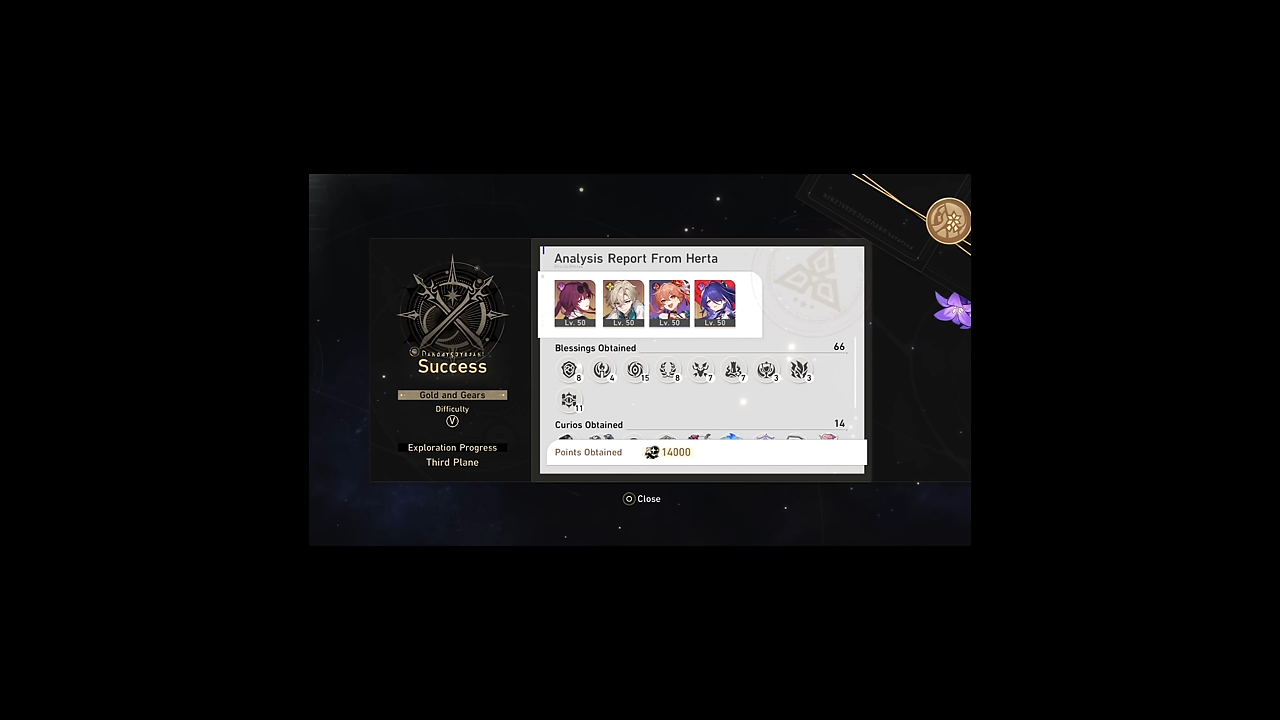 Analysis Report From Herta
Lv. 50 Lv. 50 Lv. 50 Lv. 50
Blessings Obtained 66
8 4 15 8 7 7 3 3
11
Curios Obtained 14
Points Obtained 14000
Success
Gold and Gears
Difficulty
V
Exploration Progress
Third Plane
Close